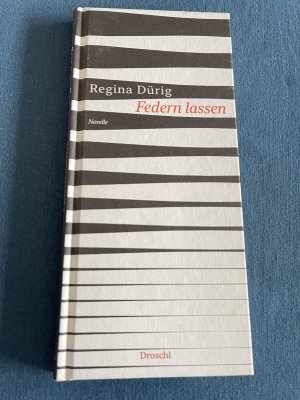 Regina Dürig
Federn lassen
Novelle
Droschl